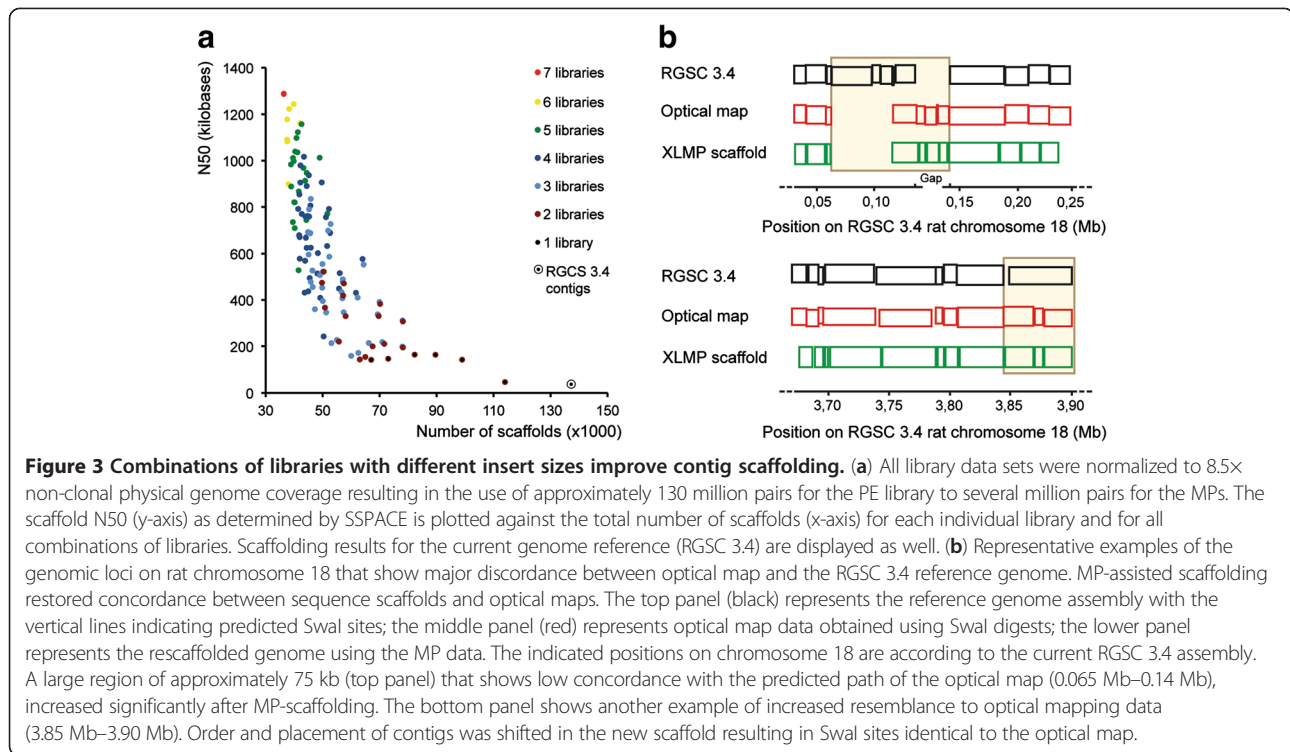 a
N50 (kilobases)
1400
1200
1000
800
600
400
200
0
30
50
70
90
110
130
150
Number of scaffolds (x1000)
7 libraries
6 libraries
5 libraries
4 libraries
3 libraries
2 libraries
1 library
RGCS 3.4
contigs
b
RGSC 3.4
Optical map
XLMP scaffold
Gap
0,05
0,10
0,15
0,20
0,25
Position on RGSC 3.4 rat chromosome 18 (Mb)
RGSC 3.4
Optical map
XLMP scaffold
3,70
3,75
3,80
3,85
3,90
Position on RGSC 3.4 rat chromosome 18 (Mb)
Figure 3 Combinations of libraries with different insert sizes improve contig scaffolding. (a) All library data sets were normalized to 8.5×
non-clonal physical genome coverage resulting in the use of approximately 130 million pairs for the PE library to several million pairs for the MPs. The
scaffold N50 (y-axis) as determined by SSPACE is plotted against the total number of scaffolds (x-axis) for each individual library and for all
combinations of libraries. Scaffolding results for the current genome reference (RGSC 3.4) are displayed as well. (b) Representative examples of the
genomic loci on rat chromosome 18 that show major discordance between optical map and the RGSC 3.4 reference genome. MP-assisted scaffolding
restored concordance between sequence scaffolds and optical maps. The top panel (black) represents the reference genome assembly with the
vertical lines indicating predicted SwaI sites; the middle panel (red) represents optical map data obtained using SwaI digests; the lower panel
represents the rescaffolded genome using the MP data. The indicated positions on chromosome 18 are according to the current RGSC 3.4 assembly.
A large region of approximately 75 kb (top panel) that shows low concordance with the predicted path of the optical map (0.065 Mb–0.14 Mb),
increased significantly after MP-scaffolding. The bottom panel shows another example of increased resemblance to optical mapping data
(3.85 Mb–3.90 Mb). Order and placement of contigs was shifted in the new scaffold resulting in SwaI sites identical to the optical map.